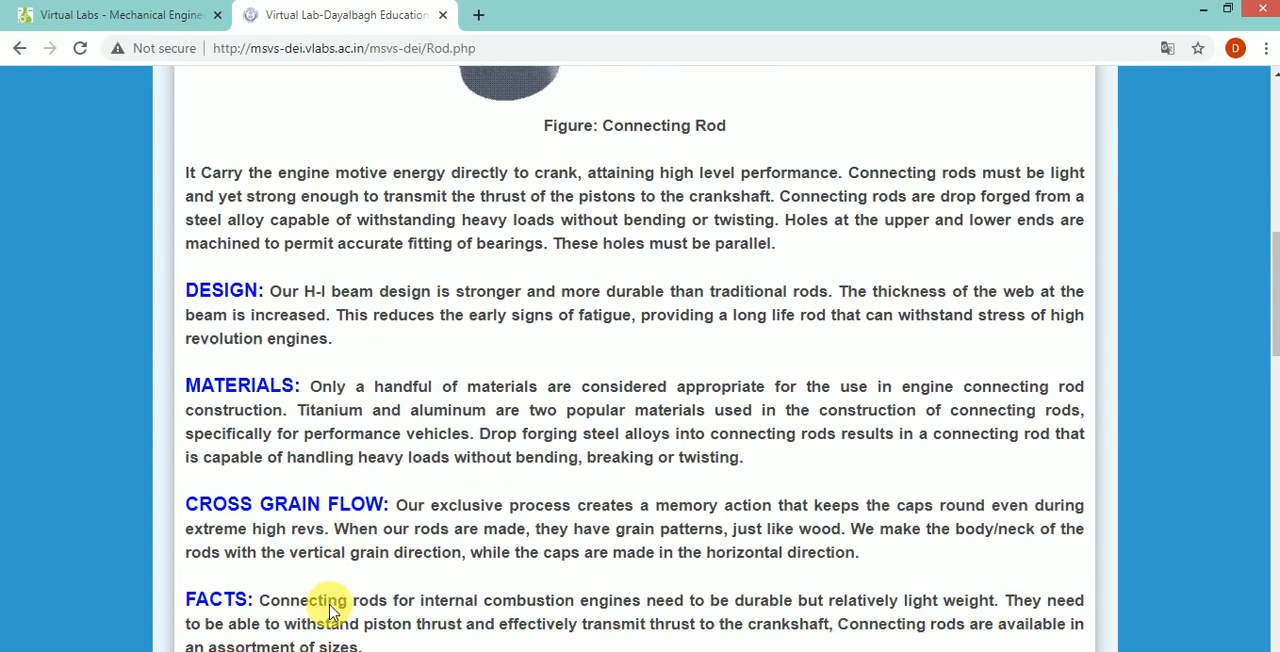 Virtual Labs - Mechanical Engine
Virtual Lab-Dayalbagh Education
Not secure
http://msvs-dei.vlabs.ac.in/msvs-dei/Rod.php
D
Figure: Connecting Rod
It Carry the engine motive energy directly to crank, attaining high level performance. Connecting rods must be light
and yet strong enough to transmit the thrust of the pistons to the crankshaft. Connecting rods are drop forged from a
steel alloy capable of withstanding heavy loads without bending or twisting. Holes at the upper and lower ends are
machined to permit accurate fitting of bearings. These holes must be parallel.
DESIGN: Our H-I beam design is stronger and more durable than traditional rods. The thickness of the web at the
beam is increased. This reduces the early signs of fatigue, providing a long life rod that can withstand stress of high
revolution engines.
MATERIALS: Only a handful of materials are considered appropriate for the use in engine connecting rod
construction. Titanium and aluminum are two popular materials used in the construction of connecting rods,
specifically for performance vehicles. Drop forging steel alloys into connecting rods results in a connecting rod that
is capable of handling heavy loads without bending, breaking or twisting.
CROSS GRAIN FLOW: Our exclusive process creates a memory action that keeps the caps round even during
extreme high revs. When our rods are made, they have grain patterns, just like wood. We make the body/neck of the
rods with the vertical grain direction, while the caps are made in the horizontal direction.
FACTS: Connecting rods for internal combustion engines need to be durable but relatively light weight. They need
to be able to withstand piston thrust and effectively transmit thrust to the crankshaft, Connecting rods are available in
an assortment of sizes.